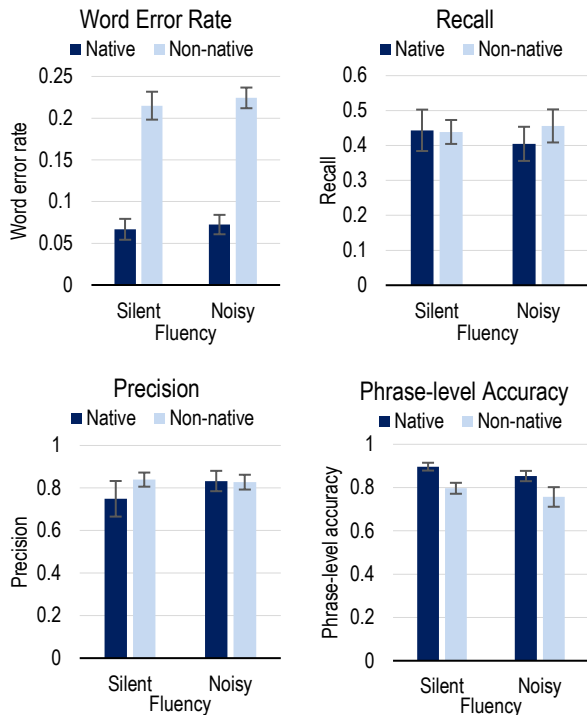 Word Error Rate
Native Non-native
0.25
0.2
0.15
0.1
0.05
0
Word error rate
Silent Noisy
Fluency
Recall
Native Non-native
0.6
0.5
0.4
0.3
0.2
0.1
0
Recall
Silent Noisy
Fluency
Precision
Native Non-native
1
0.8
0.6
0.4
0.2
0
Precision
Silent Noisy
Fluency
Phrase-level Accuracy
Native Non-native
1
0.8
0.6
0.4
0.2
0
Phrase-level accuracy
Silent Noisy
Fluency